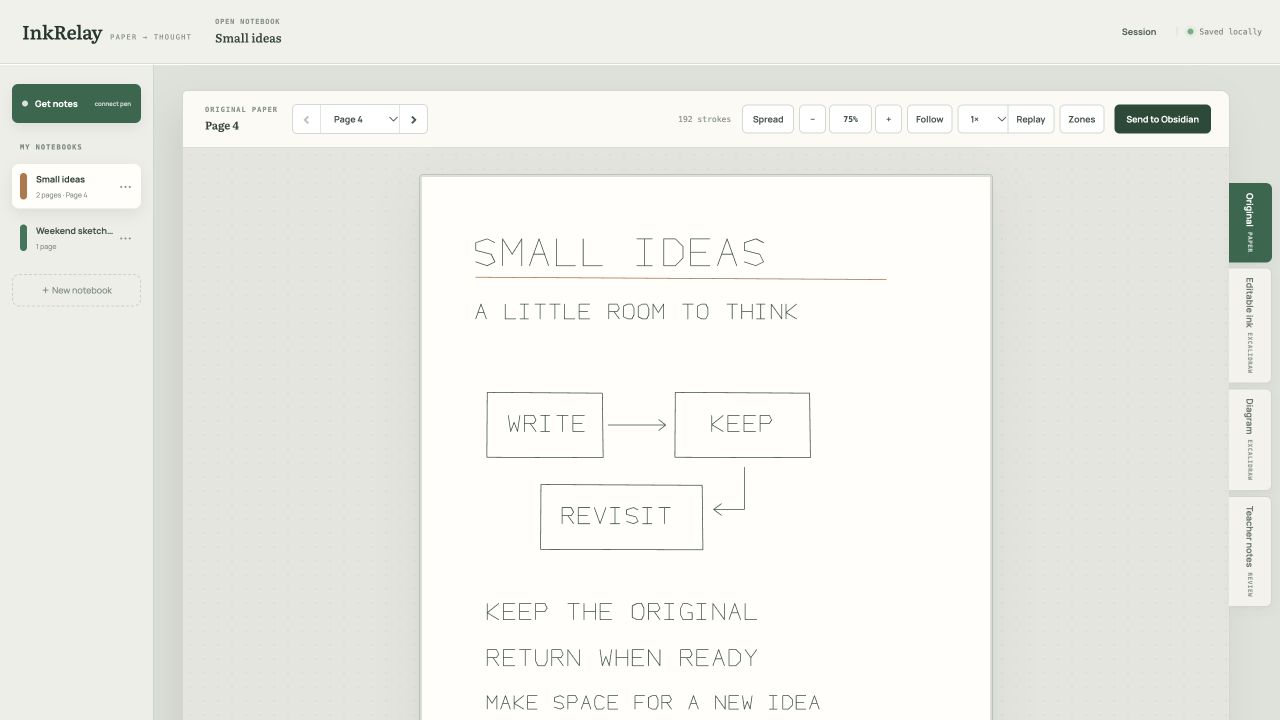 InkRelay PAPER → THOUGHT
OPEN NOTEBOOK
Small ideas
Session
Saved locally
Get notes connect pen
MY NOTEBOOKS
Small ideas
2 pages · Page 4
Weekend sketch...
1 page
+ New notebook
ORIGINAL PAPER
Page 4
Page 4
192 strokes
Spread
−
75%
+
Follow
1×
Replay
Zones
Send to Obsidian
SMALL IDEAS
A LITTLE ROOM TO THINK
WRITE
KEEP
REVISIT
KEEP THE ORIGINAL
RETURN WHEN READY
MAKE SPACE FOR A NEW IDEA
Original PAPER
Editable ink EXCALIDRAW
Diagram EXCALIDRAW
Teacher notes REVIEW